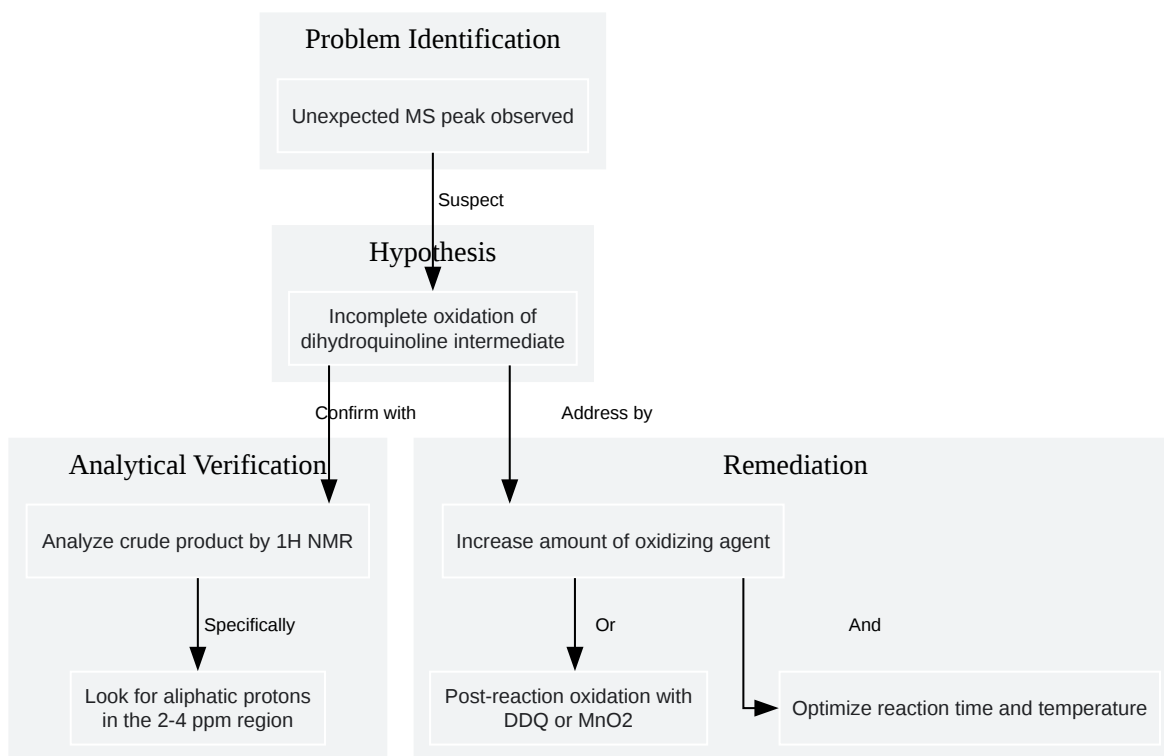 Problem Identification
Unexpected MS peak observed
Suspect
Hypothesis
Incomplete oxidation of
dihydroquinoline intermediate
Confirm with
Address by
Analytical Verification
Remediation
Analyze crude product by 1H NMR
Increase amount of oxidizing agent
Specifically
Or
And
Look for aliphatic protons
in the 2-4 ppm region
Post-reaction oxidation with
DDQ or MnO2
Optimize reaction time and temperature